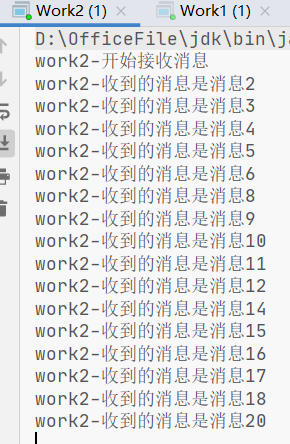 Work2 (1) × Work1 (1) ×
D:\OfficeFile\jdk\bin\ja
work2-开始接收消息
work2-收到的消息是消息2
work2-收到的消息是消息3
work2-收到的消息是消息4
work2-收到的消息是消息5
work2-收到的消息是消息6
work2-收到的消息是消息8
work2-收到的消息是消息9
work2-收到的消息是消息10
work2-收到的消息是消息11
work2-收到的消息是消息12
work2-收到的消息是消息14
work2-收到的消息是消息15
work2-收到的消息是消息16
work2-收到的消息是消息17
work2-收到的消息是消息18
work2-收到的消息是消息20